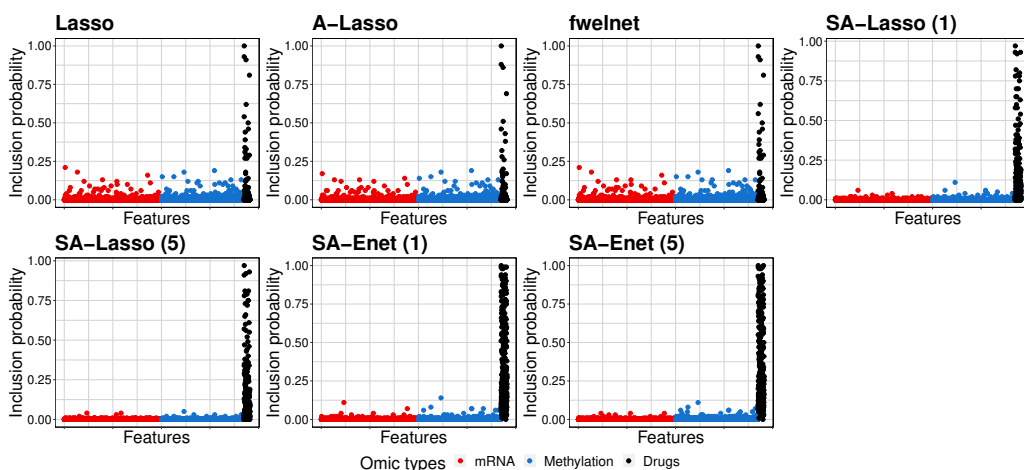 Lasso
Inclusion probability
1.00
0.75
0.50
0.25
0.00
Features
A−Lasso
Inclusion probability
1.00
0.75
0.50
0.25
0.00
Features
fwelnet
Inclusion probability
1.00
0.75
0.50
0.25
0.00
Features
SA−Lasso (1)
Inclusion probability
1.00
0.75
0.50
0.25
0.00
Features
SA−Lasso (5)
Inclusion probability
1.00
0.75
0.50
0.25
0.00
Features
SA−Enet (1)
Inclusion probability
1.00
0.75
0.50
0.25
0.00
Features
SA−Enet (5)
Inclusion probability
1.00
0.75
0.50
0.25
0.00
Features
Omic types mRNA Methylation Drugs